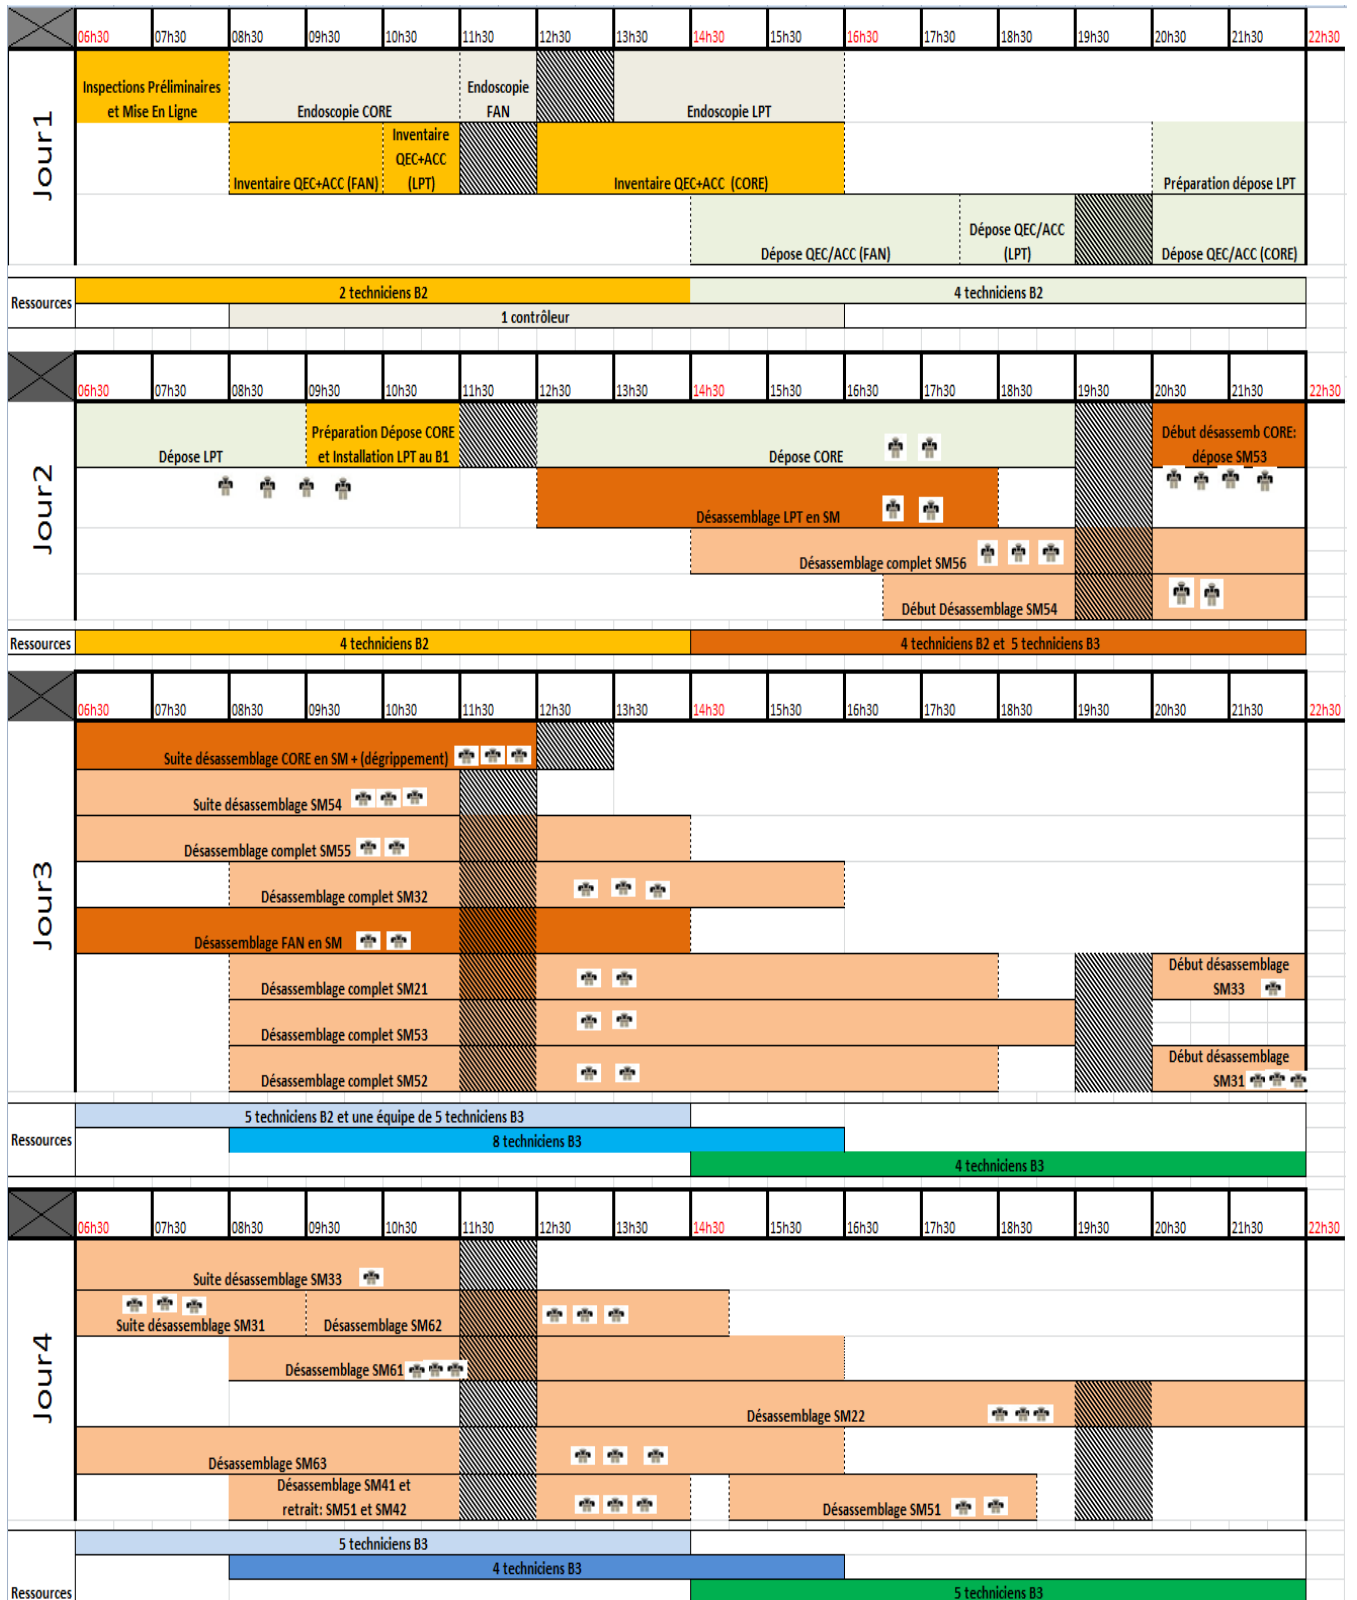 06h30 07h30 08h30 09h30 10h30 11h30 12h30 13h30 14h30 15h30 16h30 17h30 18h30 19h30 20h30 21h30 22h30
Jour1
Inspections Préliminaires
et Mise En Ligne
Endoscopie CORE
Endoscopie
FAN
Endoscopie LPT
Inventaire QEC+ACC (FAN)
Inventaire
QEC+ACC
(LPT)
Inventaire QEC+ACC (CORE)
Préparation dépose LPT
Dépose QEC/ACC (FAN)
Dépose QEC/ACC
(LPT)
Dépose QEC/ACC (CORE)
Ressources
2 techniciens B2
4 techniciens B2
1 contrôleur
06h30 07h30 08h30 09h30 10h30 11h30 12h30 13h30 14h30 15h30 16h30 17h30 18h30 19h30 20h30 21h30 22h30
Jour2
Dépose LPT
Préparation Dépose CORE
et Installation LPT au B1
Dépose CORE
Début désassemb CORE:
dépose SM53
Désassemblage LPT en SM
Désassemblage complet SM56
Début Désassemblage SM54
Ressources
4 techniciens B2
4 techniciens B2 et 5 techniciens B3
06h30 07h30 08h30 09h30 10h30 11h30 12h30 13h30 14h30 15h30 16h30 17h30 18h30 19h30 20h30 21h30 22h30
Jour3
Suite désassemblage CORE en SM + (dégrippement)
Suite désassemblage SM54
Désassemblage complet SM55
Désassemblage complet SM32
Désassemblage FAN en SM
Désassemblage complet SM21
Début désassemblage
SM33
Désassemblage complet SM53
Désassemblage complet SM52
Début désassemblage
SM31
Ressources
5 techniciens B2 et une équipe de 5 techniciens B3
8 techniciens B3
4 techniciens B3
06h30 07h30 08h30 09h30 10h30 11h30 12h30 13h30 14h30 15h30 16h30 17h30 18h30 19h30 20h30 21h30 22h30
Jour4
Suite désassemblage SM33
Suite désassemblage SM31
Désassemblage SM62
Désassemblage SM61
Désassemblage SM22
Désassemblage SM63
Désassemblage SM41 et
retrait: SM51 et SM42
Désassemblage SM51
Ressources
5 techniciens B3
4 techniciens B3
5 techniciens B3